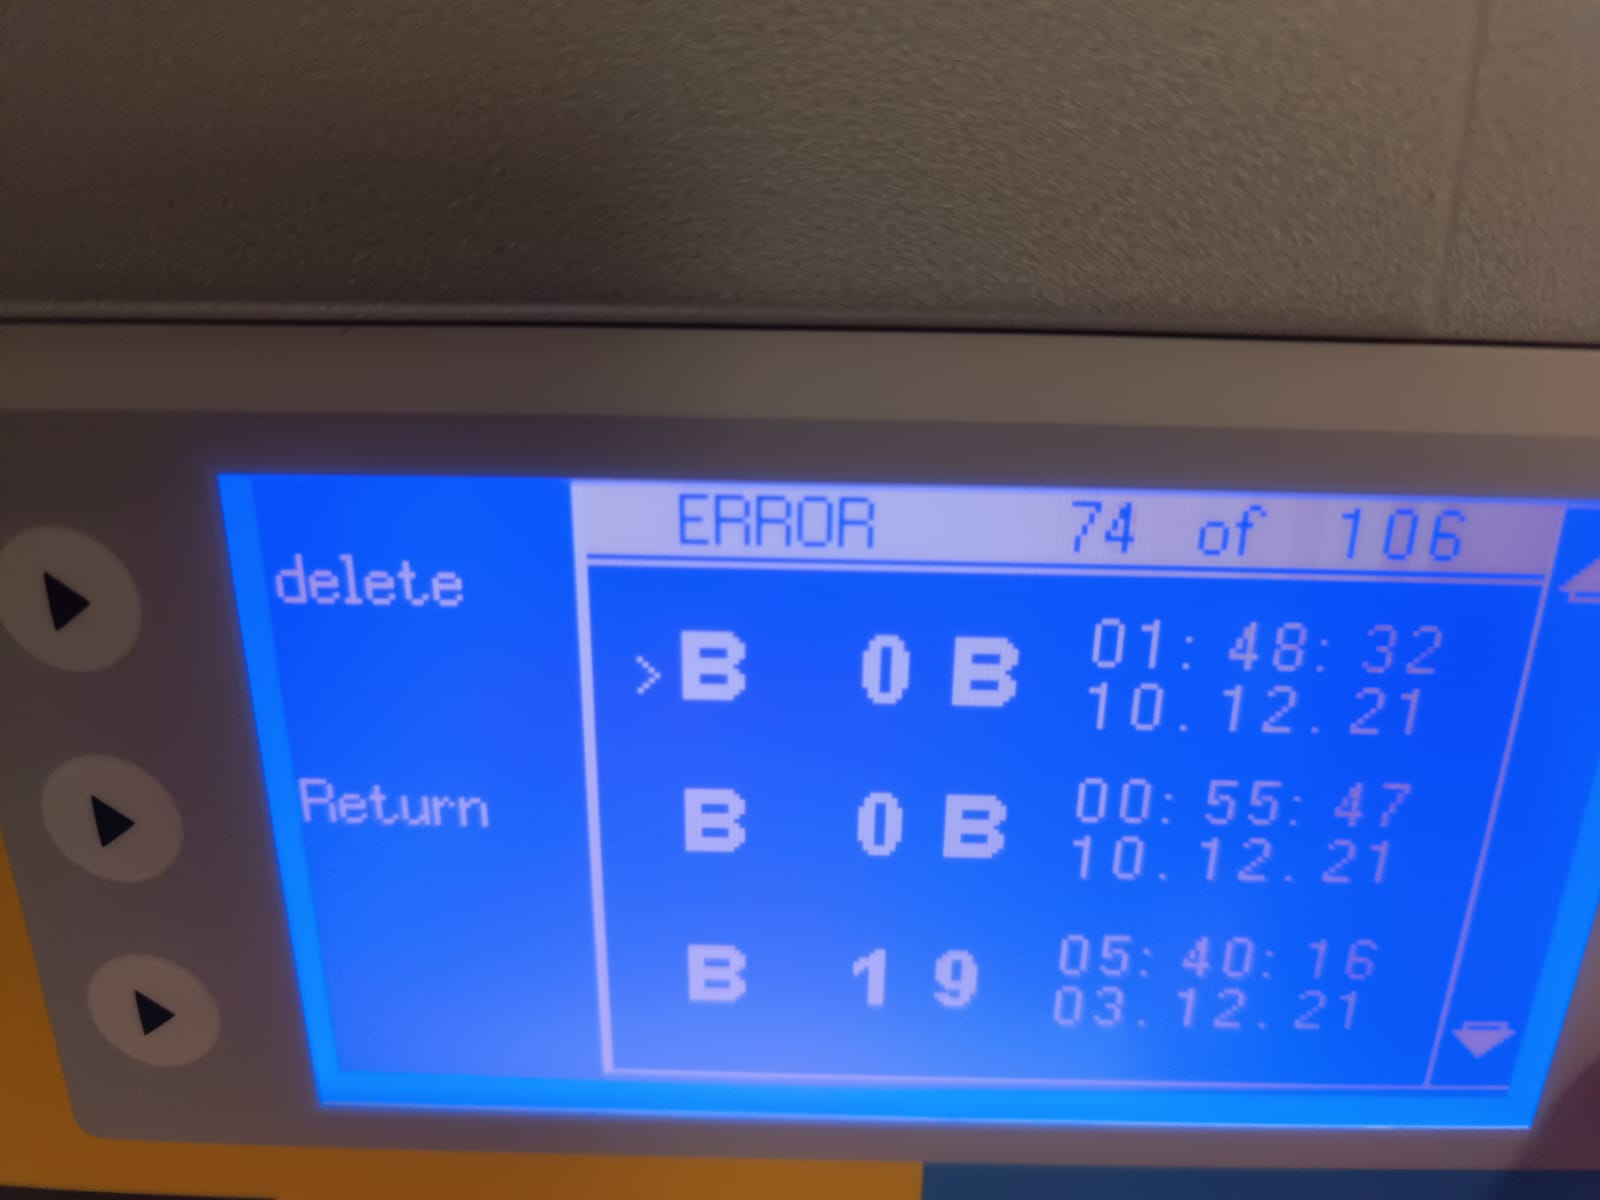 ERROR 74 of 106
delete
>B 0B 01:48:32
10.12.21
Return
B 0B 00:55:47
10.12.21
B 19 05:40:16
03.12.21